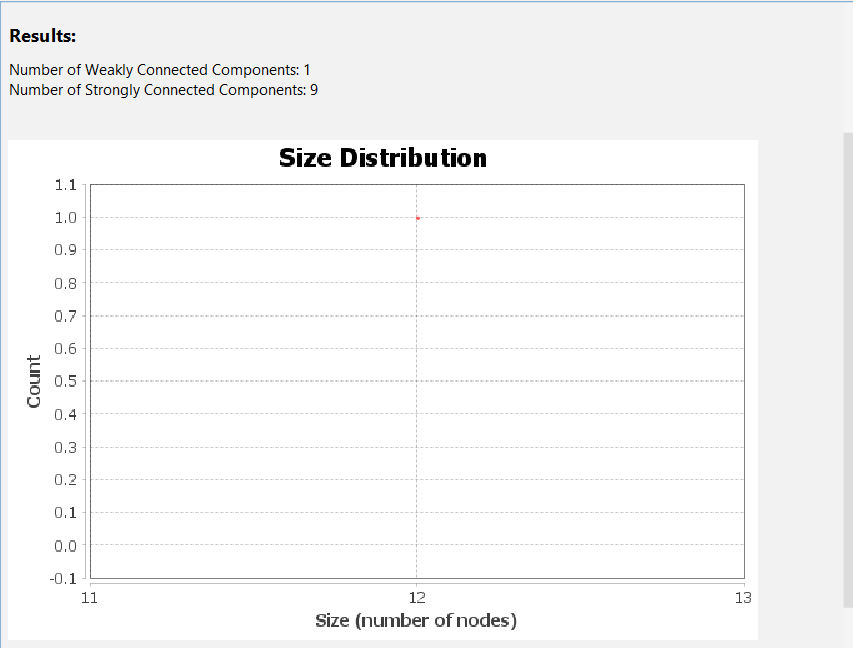 Results:
Number of Weakly Connected Components: 1
Number of Strongly Connected Components: 9
Size Distribution
1.1
1.0
0.9
0.8
0.7
0.6
0.5
0.4
0.3
0.2
0.1
0.0
-0.1
Count
11 12 13
Size (number of nodes)